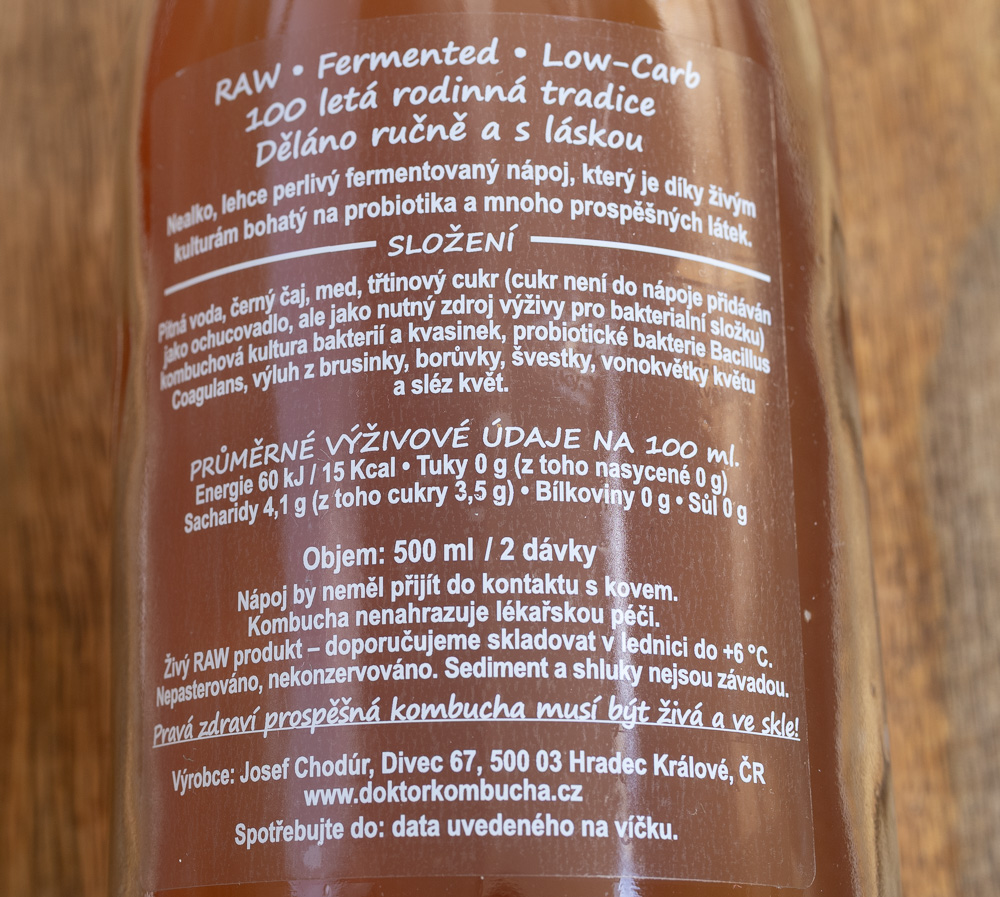 RAW • Fermented • Low-Carb
100 letá rodinná tradice
Děláno ručně a s láskou
Nealko, lehce perlivý fermentovaný nápoj, který je díky živým
kulturám bohatý na probiotika a mnoho prospěšných látek.
SLOŽENÍ
Pitná voda, černý čaj, med, třtinový cukr (cukr není do nápoje přidáván
jako ochucovadlo, ale jako nutný zdroj výživy pro bakterialní složku)
kombuchová kultura bakterií a kvasinek, probiotické bakterie Bacillus
Coagulans, výluh z brusinky, borůvky, švestky, vonokvětky květu
a sléz květ.
PRŮMĚRNÉ VÝŽIVOVÉ ÚDAJE NA 100 ml.
Energie 60 kJ / 15 Kcal • Tuky 0 g (z toho nasycené 0 g)
Sacharidy 4,1 g (z toho cukry 3,5 g) • Bílkoviny 0 g • Sůl 0 g
Objem: 500 ml / 2 dávky
Nápoj by neměl přijít do kontaktu s kovem.
Kombucha nenahrazuje lékařskou péči.
Živý RAW produkt – doporučujeme skladovat v lednici do +6 °C.
Nepasterováno, nekonzervováno. Sediment a shluky nejsou závadou.
Pravá zdraví prospěšná kombucha musí být živá a ve skle!
Výrobce: Josef Chodúr, Divec 67, 500 03 Hradec Králové, ČR
www.doktorkombucha.cz
Spotřebujte do: data uvedeného na víčku.